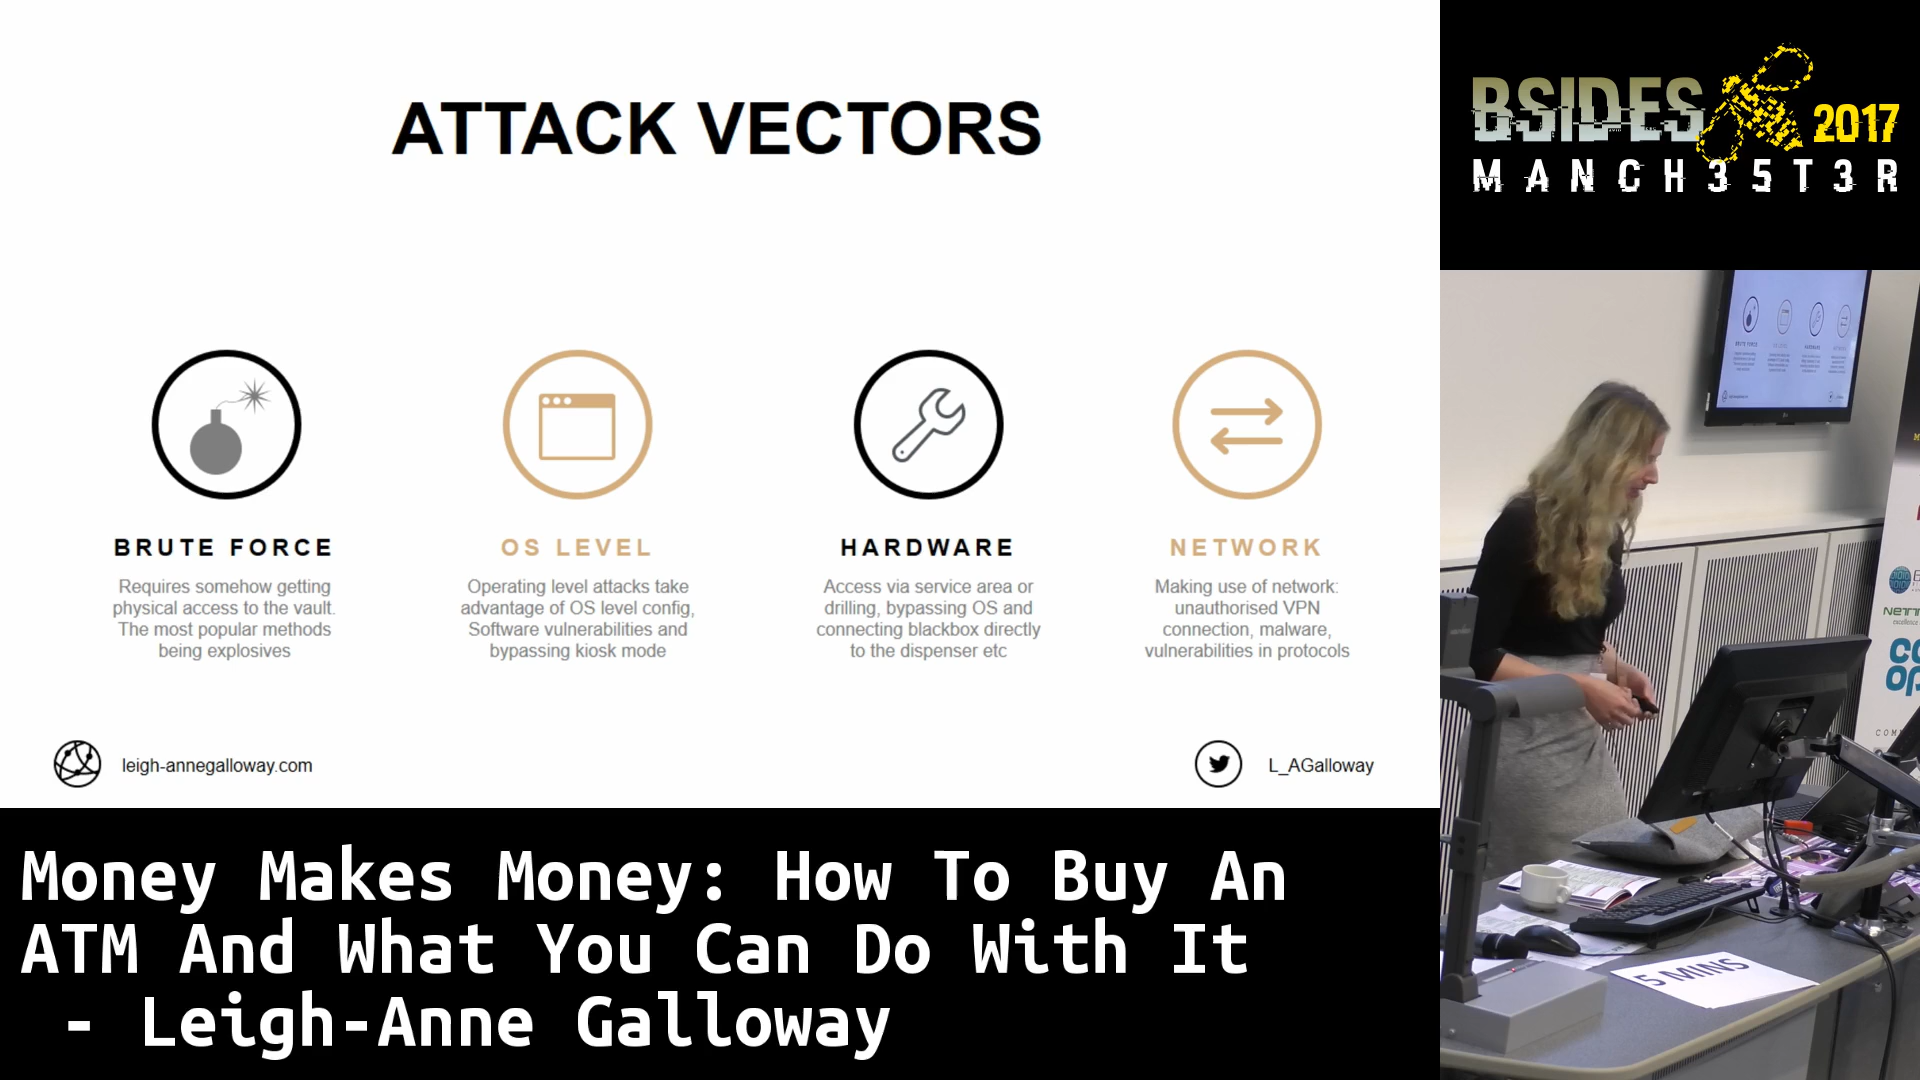 ATTACK VECTORS
BRUTE FORCE
Requires somehow getting
physical access to the vault.
The most popular methods
being explosives
OS LEVEL
Operating level attacks take
advantage of OS level config,
Software vulnerabilities and
bypassing kiosk mode
HARDWARE
Access via service area or
drilling, bypassing OS and
connecting blackbox directly
to the dispenser etc
NETWORK
Making use of network:
unauthorised VPN
connection, malware,
vulnerabilities in protocols
leigh-annegalloway.com
L_AGalloway
BSIDES 2017
MANCH35T3R
5 MINS
Money Makes Money: How To Buy An
ATM And What You Can Do With It
- Leigh-Anne Galloway